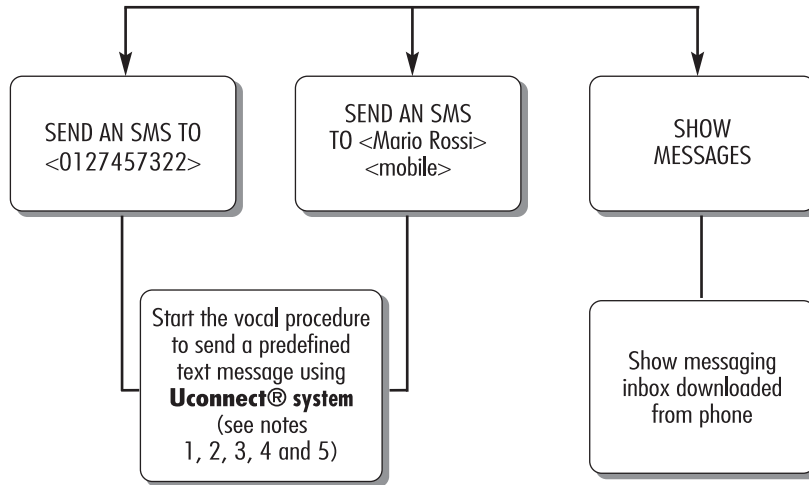 SEND AN SMS TO
<0127457322>
SEND AN SMS
TO <Mario Rossi>
<mobile>
SHOW
MESSAGES
Start the vocal procedure
to send a predefined
text message using
Uconnect® system
(see notes
1, 2, 3, 4 and 5)
Show messaging
inbox downloaded
from phone